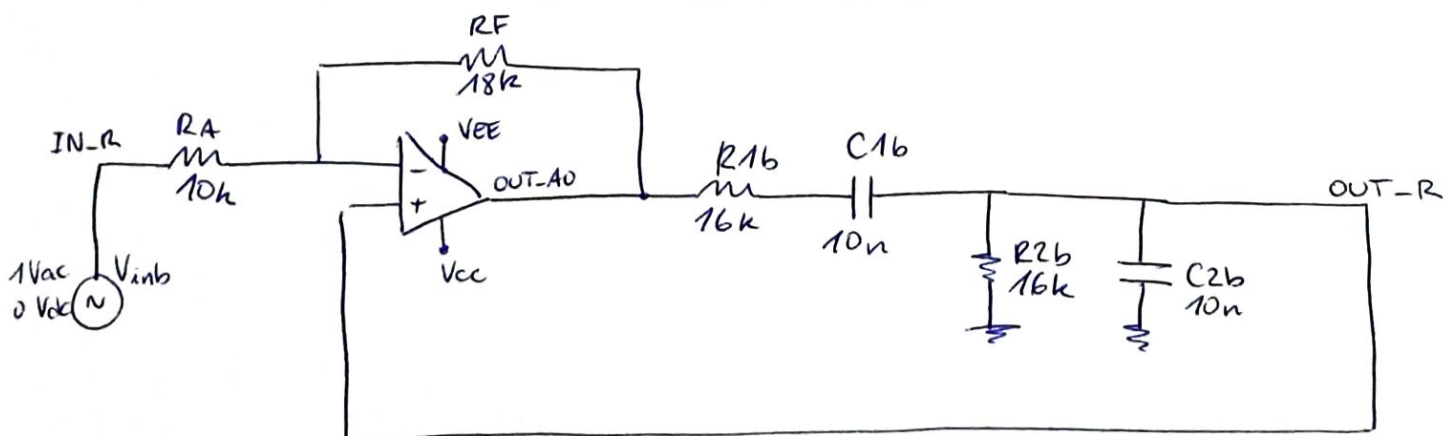 RF
18k
IN_R
RA
10k
VEE
-
+
OUT_AO
Vcc
R1b
16k
C1b
10n
OUT_R
R2b
16k
C2b
10n
1Vac
0 Vdc
Vinb
~